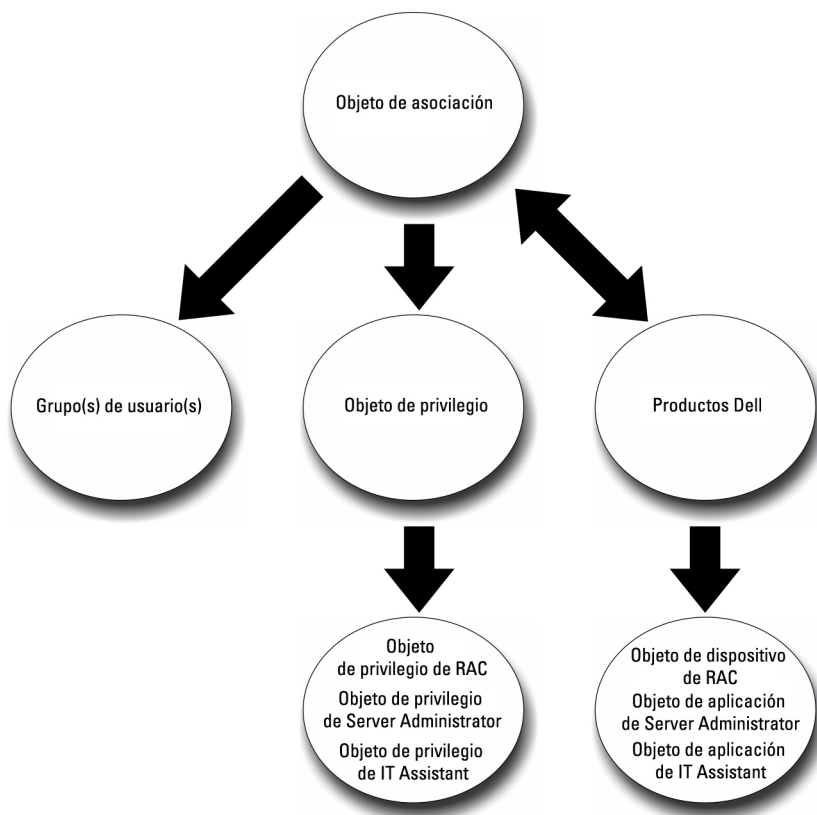 Objeto de asociación
Grupo(s) de usuario(s)
Objeto de privilegio
Productos Dell
Objeto
de privilegio de RAC
Objeto de privilegio
de Server Administrator
Objeto de privilegio
de IT Assistant
Objeto de dispositivo
de RAC
Objeto de aplicación
de Server Administrator
Objeto de aplicación
de IT Assistant